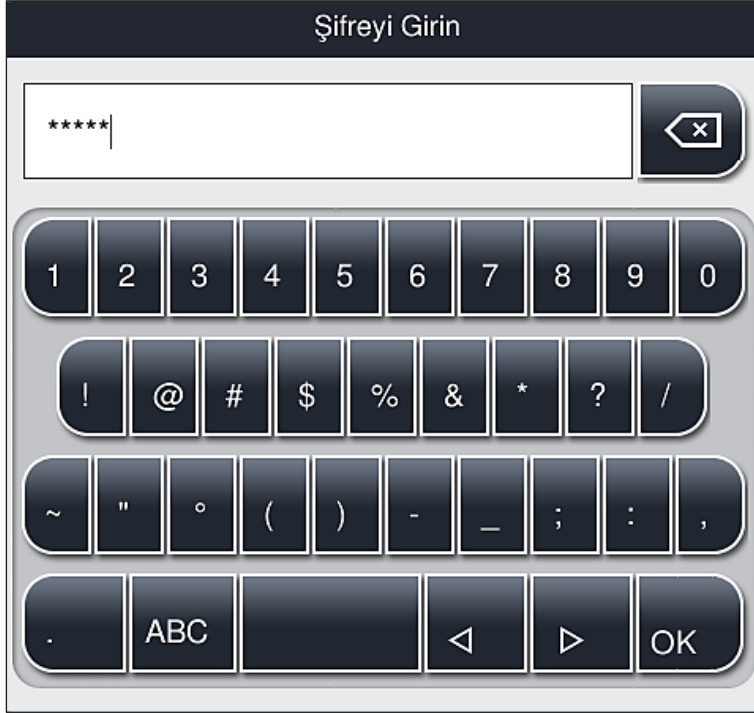 Şifreyi Girin
*****
1 2 3 4 5 6 7 8 9 0
! @ # $ % & * ? /
~ " ° ( ) - _ ; : ,
. ABC OK